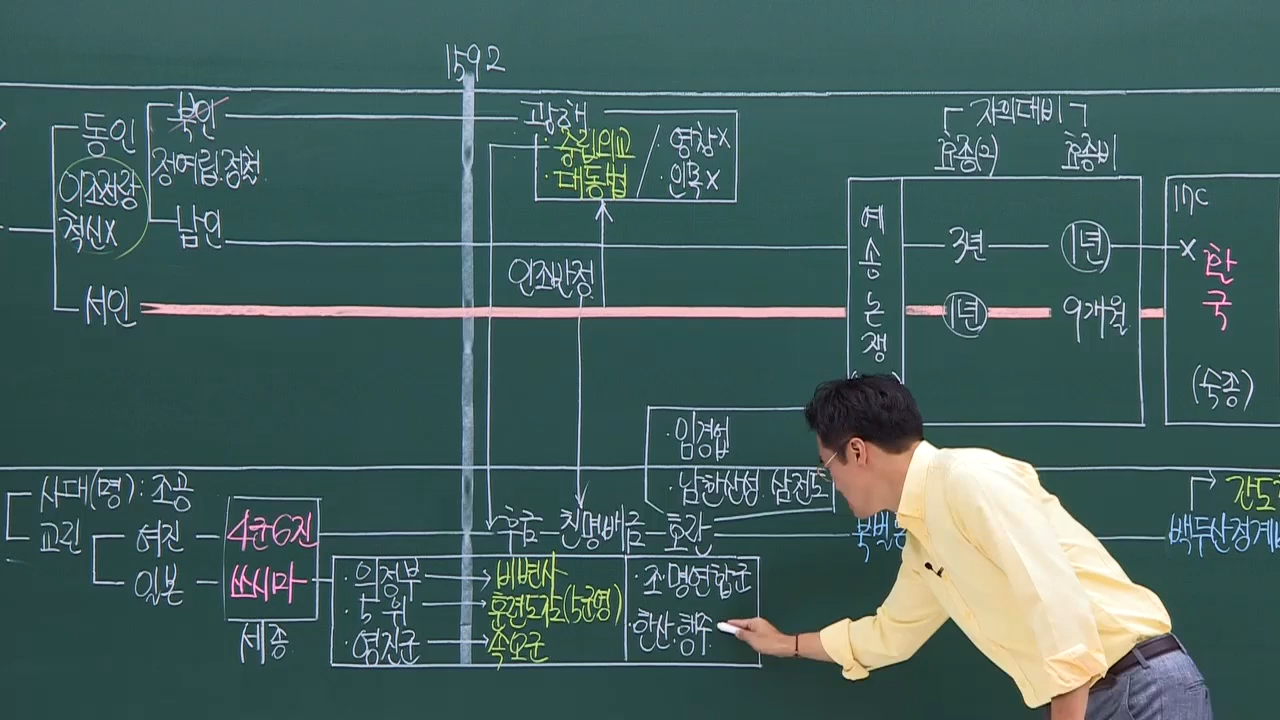 1592
동인
이조전랑
척신X
서인
북인
정여립.정철
남인
광해
·중립외교
·대동법
/·영창X
·인목X
인조반정
자의대비
효종(人)
효종비
예송논쟁
3년
1년
1년
9개월
17C
X
환국
(숙종)
·임경업
·남한산성.삼전도
사대(명):조공
교린
여진
일본
4군6진
쓰시마
세종
후금
친명배금
호란
북벌
간도
백두산정계
·의정부
·5위
·영진군
비변사
훈련도감(5군영)
속오군
·조·명연합군
·한산.행주